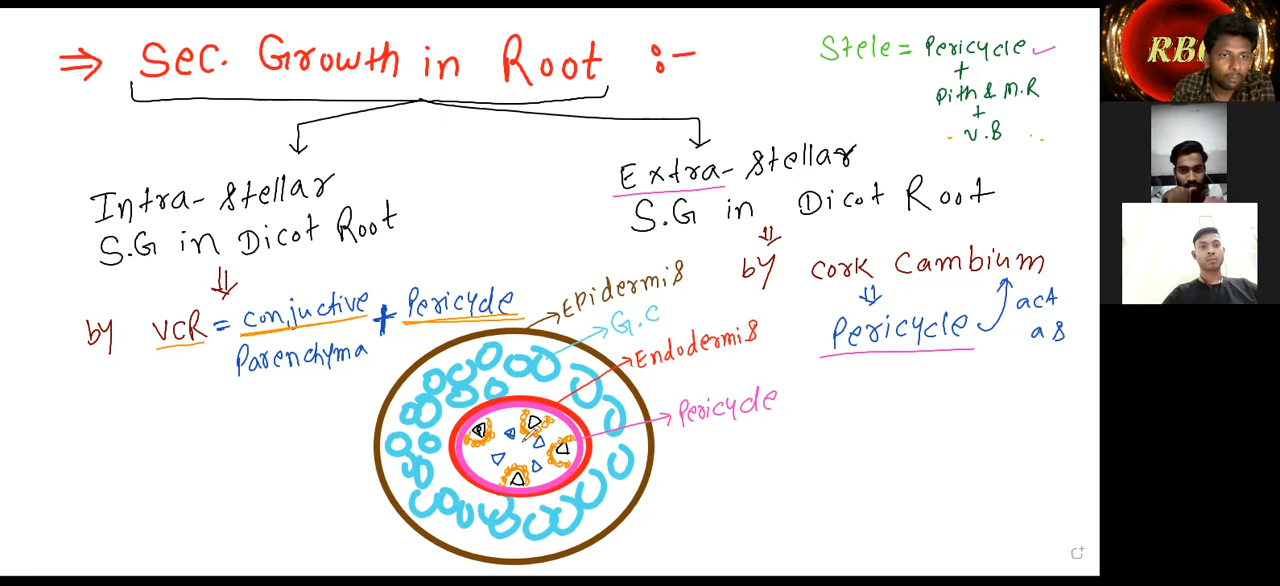 ⇒ Sec. Growth in Root :-
Stele = Pericycle ✓
+
Pith & M.R
+
V.B
Intra-Stellar
S.G in Dicot Root
Extra-Stellar
S.G in Dicot Root
by VCR = Conjuctive + Pericycle
Parenchyma
by Cork Cambium
Pericycle
act
as
Epidermis
G.C
Endodermis
Pericycle
RB